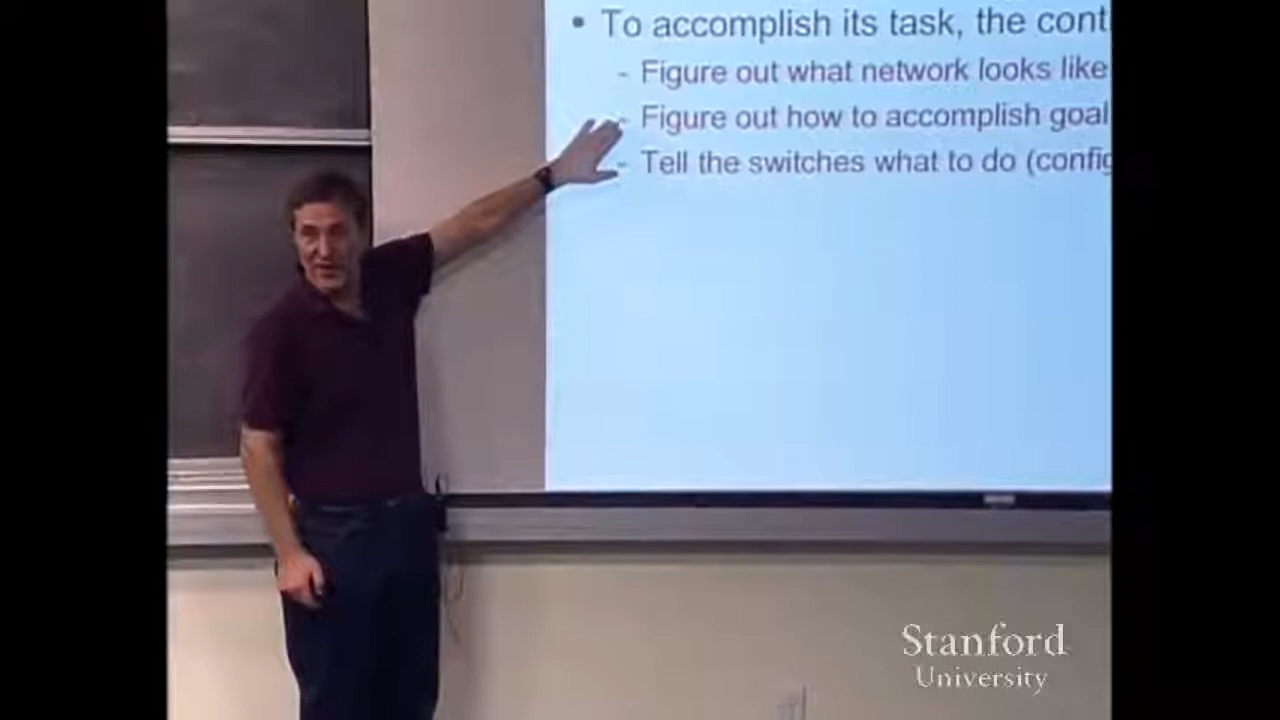 • To accomplish its task, the cont
- Figure out what network looks like
- Figure out how to accomplish goal
- Tell the switches what to do (config
Stanford
University